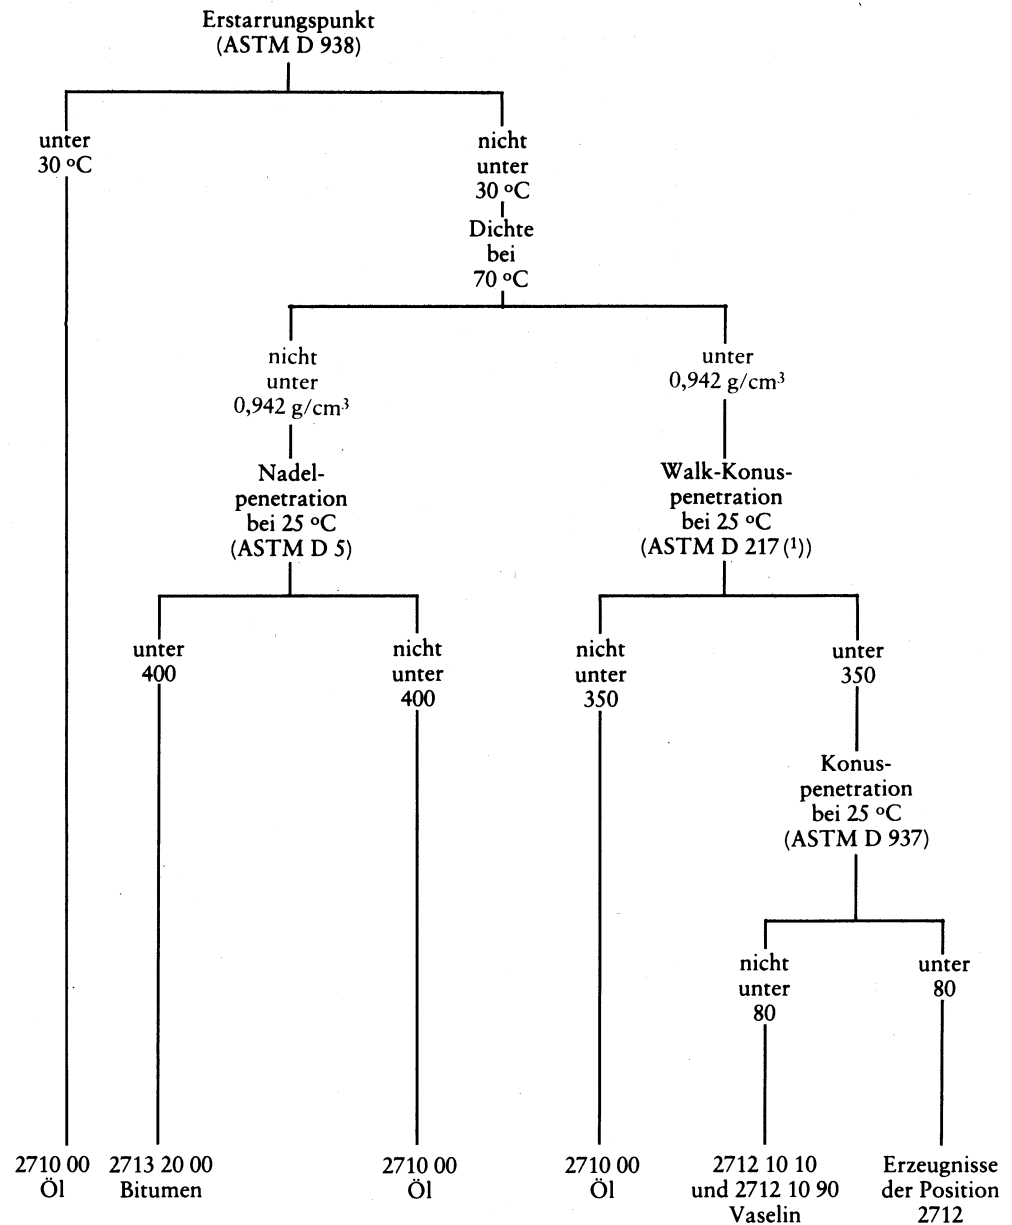 Erstarrungspunkt
(ASTM D 938)
unter
30 °C
nicht
unter
30 °C
Dichte
bei
70 °C
nicht
unter
0,942 g/cm³
unter
0,942 g/cm³
Nadel-
penetration
bei 25 °C
(ASTM D 5)
Walk-Konus-
penetration
bei 25 °C
(ASTM D 217 (¹))
unter
400
nicht
unter
400
nicht
unter
350
unter
350
Konus-
penetration
bei 25 °C
(ASTM D 937)
nicht
unter
80
unter
80
2710 00
Öl
2713 20 00
Bitumen
2710 00
Öl
2710 00
Öl
2712 10 10
und 2712 10 90
Vaselin
Erzeugnisse
der Position
2712